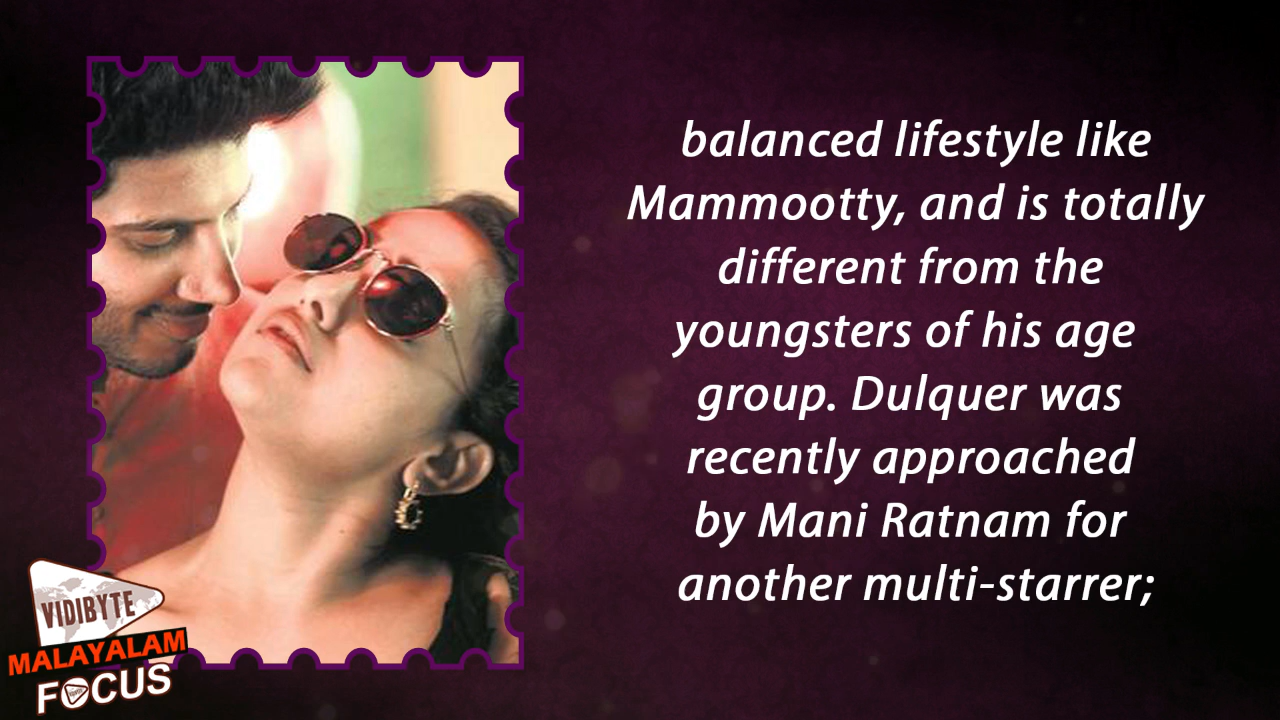 balanced lifestyle like
Mammootty, and is totally
different from the
youngsters of his age
group. Dulquer was
recently approached
by Mani Ratnam for
another multi-starrer;
VIDIBYTE
MALAYALAM
FOCUS